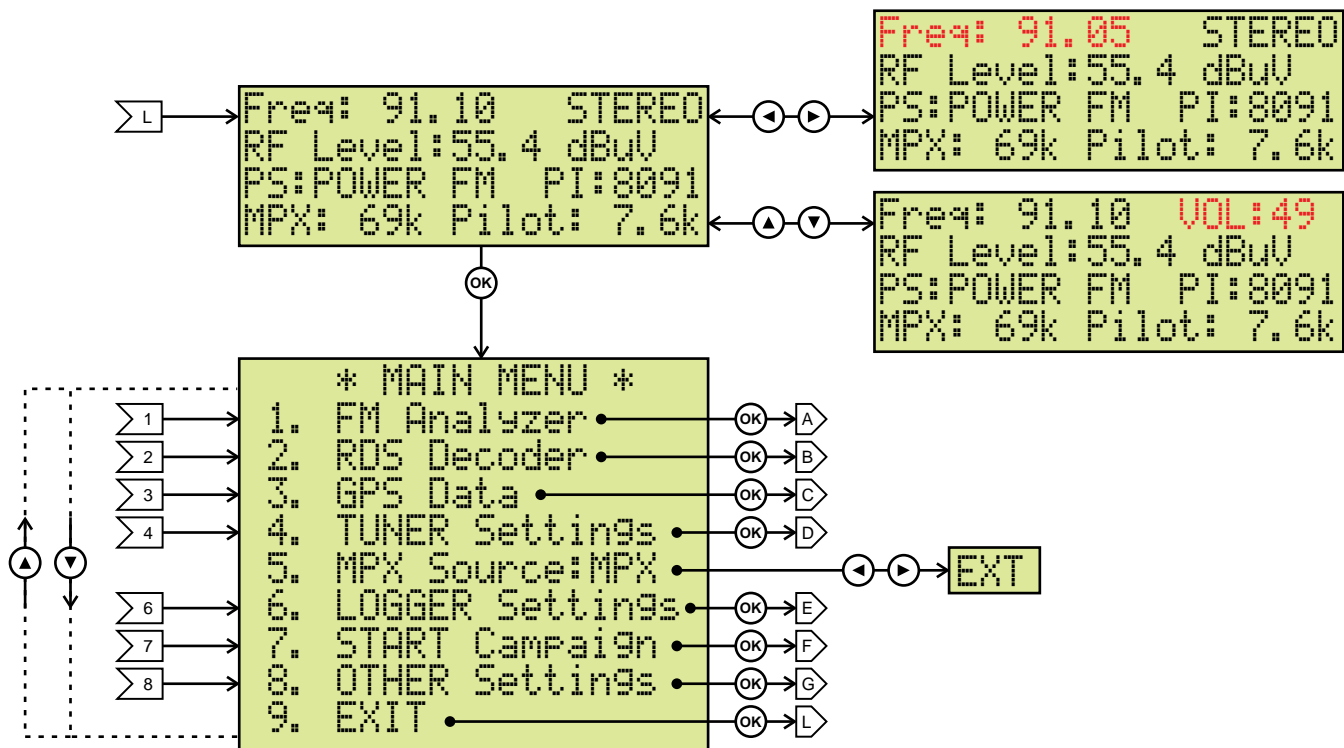 L
Freq: 91.10 STEREO
RF Level:55.4 dBuV
PS:POWER FM PI:8091
MPX: 69k Pilot: 7.6k
Freq: 91.05 STEREO
RF Level:55.4 dBuV
PS:POWER FM PI:8091
MPX: 69k Pilot: 7.6k
Freq: 91.10 VOL:49
RF Level:55.4 dBuV
PS:POWER FM PI:8091
MPX: 69k Pilot: 7.6k
OK
* MAIN MENU *
1 1. FM Analyzer OK A
2 2. RDS Decoder OK B
3 3. GPS Data OK C
4 4. TUNER Settings OK D
5. MPX Source:MPX EXT
6 6. LOGGER Settings OK E
7 7. START Campaign OK F
8 8. OTHER Settings OK G
9. EXIT OK L